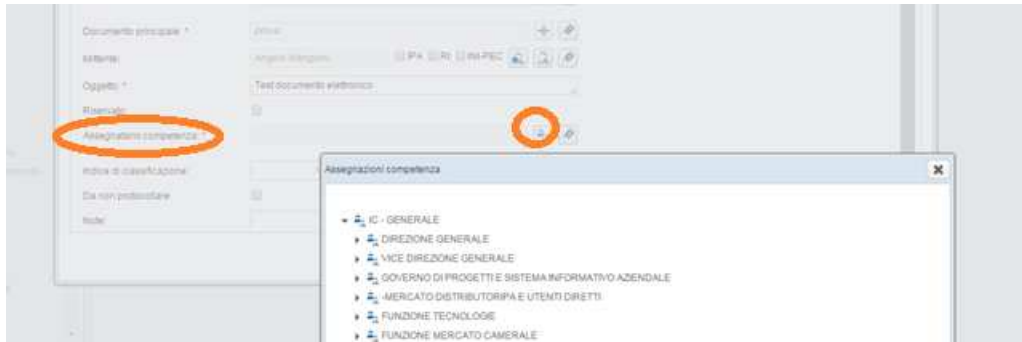 Documento principale: *
Mittente:
IPA RI INI-PEC
Oggetto: *
Test documento elettronico
Riservato:
Assegnatario competenza: *
Indice di classificazione:
Da non protocollare:
Note:
Assegnazioni competenza
IC - GENERALE
DIREZIONE GENERALE
VICE DIREZIONE GENERALE
GOVERNO DI PROGETTI E SISTEMA INFORMATIVO AZIENDALE
-MERCATO DISTRIBUTORIPA E UTENTI DIRETTI
FUNZIONE TECNOLOGIE
FUNZIONE MERCATO CAMERALE